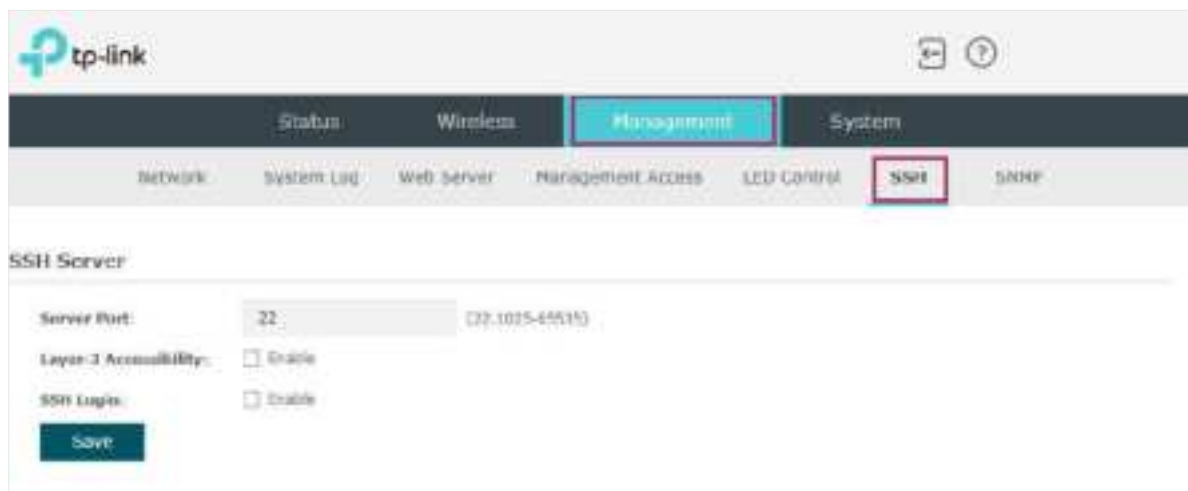 tp-link
Status Wireless Management System
Network System Log Web Server Management Access LED Control SSH SNMP
SSH Server
Server Port: 22 (22.1025-65535)
Layer-3 Accessibility: Enable
SSH Login: Enable
Save